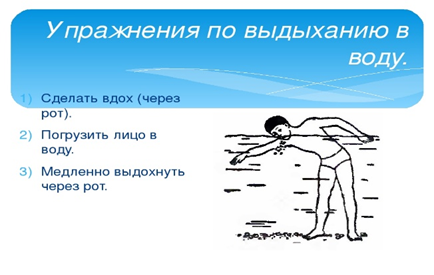 Упражнения по выдыханию в
воду.
1) Сделать вдох (через
рот).
2) Погрузить лицо в
воду.
3) Медленно выдохнуть
через рот.